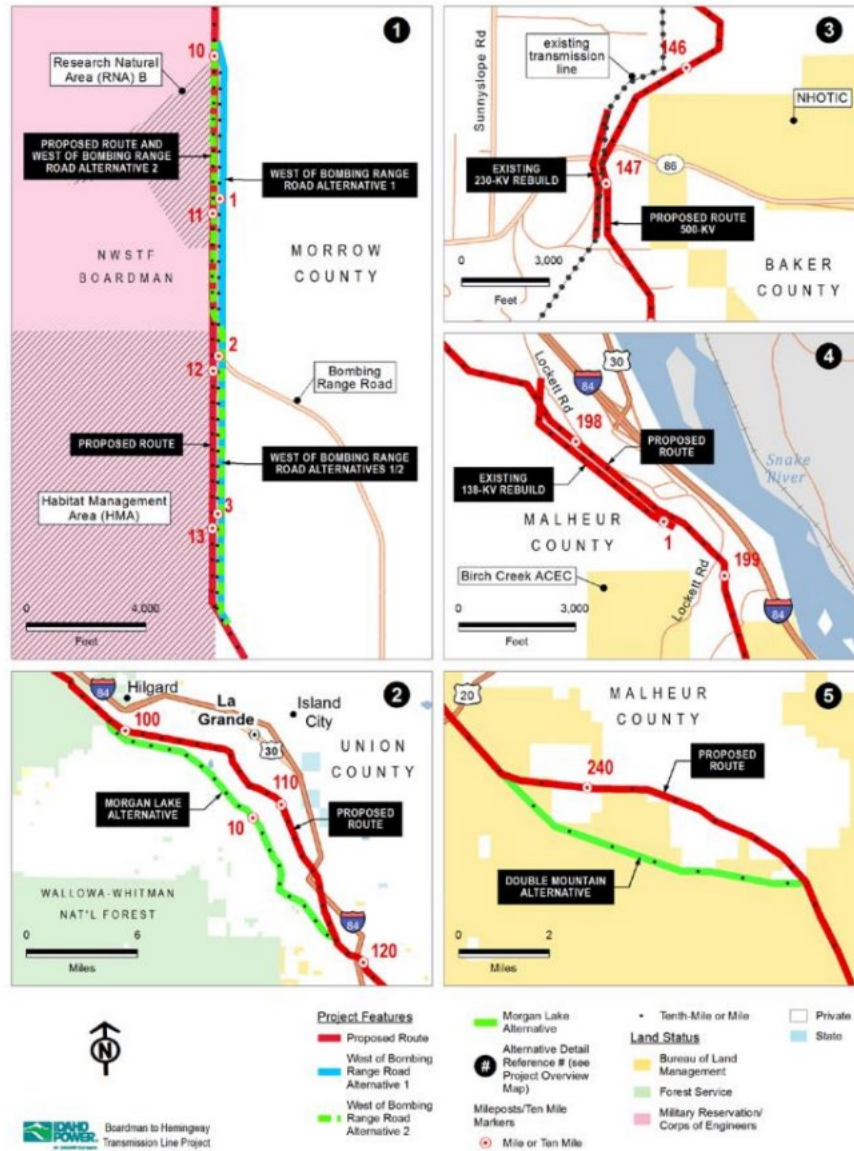 1
10
Research Natural
Area (RNA) B
PROPOSED ROUTE AND
WEST OF BOMBING RANGE
ROAD ALTERNATIVE 2
WEST OF BOMBING RANGE
ROAD ALTERNATIVE 1
1
11
NWSTF
BOARDMAN
MORROW
COUNTY
2
12
Bombing
Range Road
PROPOSED ROUTE
WEST OF BOMBING RANGE
ROAD ALTERNATIVES 1/2
Habitat Management
Area (HMA)
3
13
0
4,000
Feet
3
Sunnyslope Rd
existing
transmission
line
146
NHOTIC
EXISTING
230-KV REBUILD
147
86
PROPOSED ROUTE
500-KV
0
3,000
Feet
BAKER
COUNTY
4
Lockett Rd
30
84
198
PROPOSED
ROUTE
EXISTING
138-KV REBUILD
Snake
River
MALHEUR
COUNTY
1
199
Birch Creek ACEC
Lockett Rd
84
0
3,000
Feet
2
84
Hilgard
La
Grande
Island
City
100
30
UNION
COUNTY
110
MORGAN LAKE
ALTERNATIVE
10
PROPOSED
ROUTE
WALLOWA-WHITMAN
NAT'L FOREST
84
0
6
Miles
120
5
20
MALHEUR
COUNTY
240
PROPOSED
ROUTE
DOUBLE MOUNTAIN
ALTERNATIVE
0
2
Miles
N
IDAHO
POWER.
Boardman to Hemingway
Transmission Line Project
Project Features
Proposed Route
West of Bombing
Range Road
Alternative 1
West of Bombing
Range Road
Alternative 2
Morgan Lake
Alternative
#
Alternative Detail
Reference # (see
Project Overview
Map)
Mileposts/Ten Mile
Markers
Mile or Ten Mile
Tenth-Mile or Mile
Land Status
Bureau of Land
Management
Forest Service
Military Reservation/
Corps of Engineers
Private
State